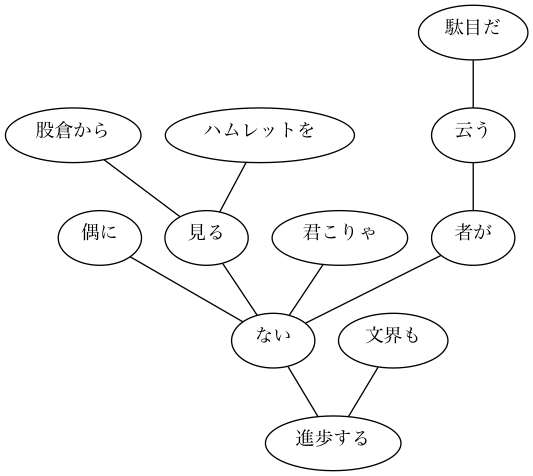 駄目だ
股倉から
ハムレットを
云う
偶に
見る
君こりゃ
者が
ない
文界も
進歩する